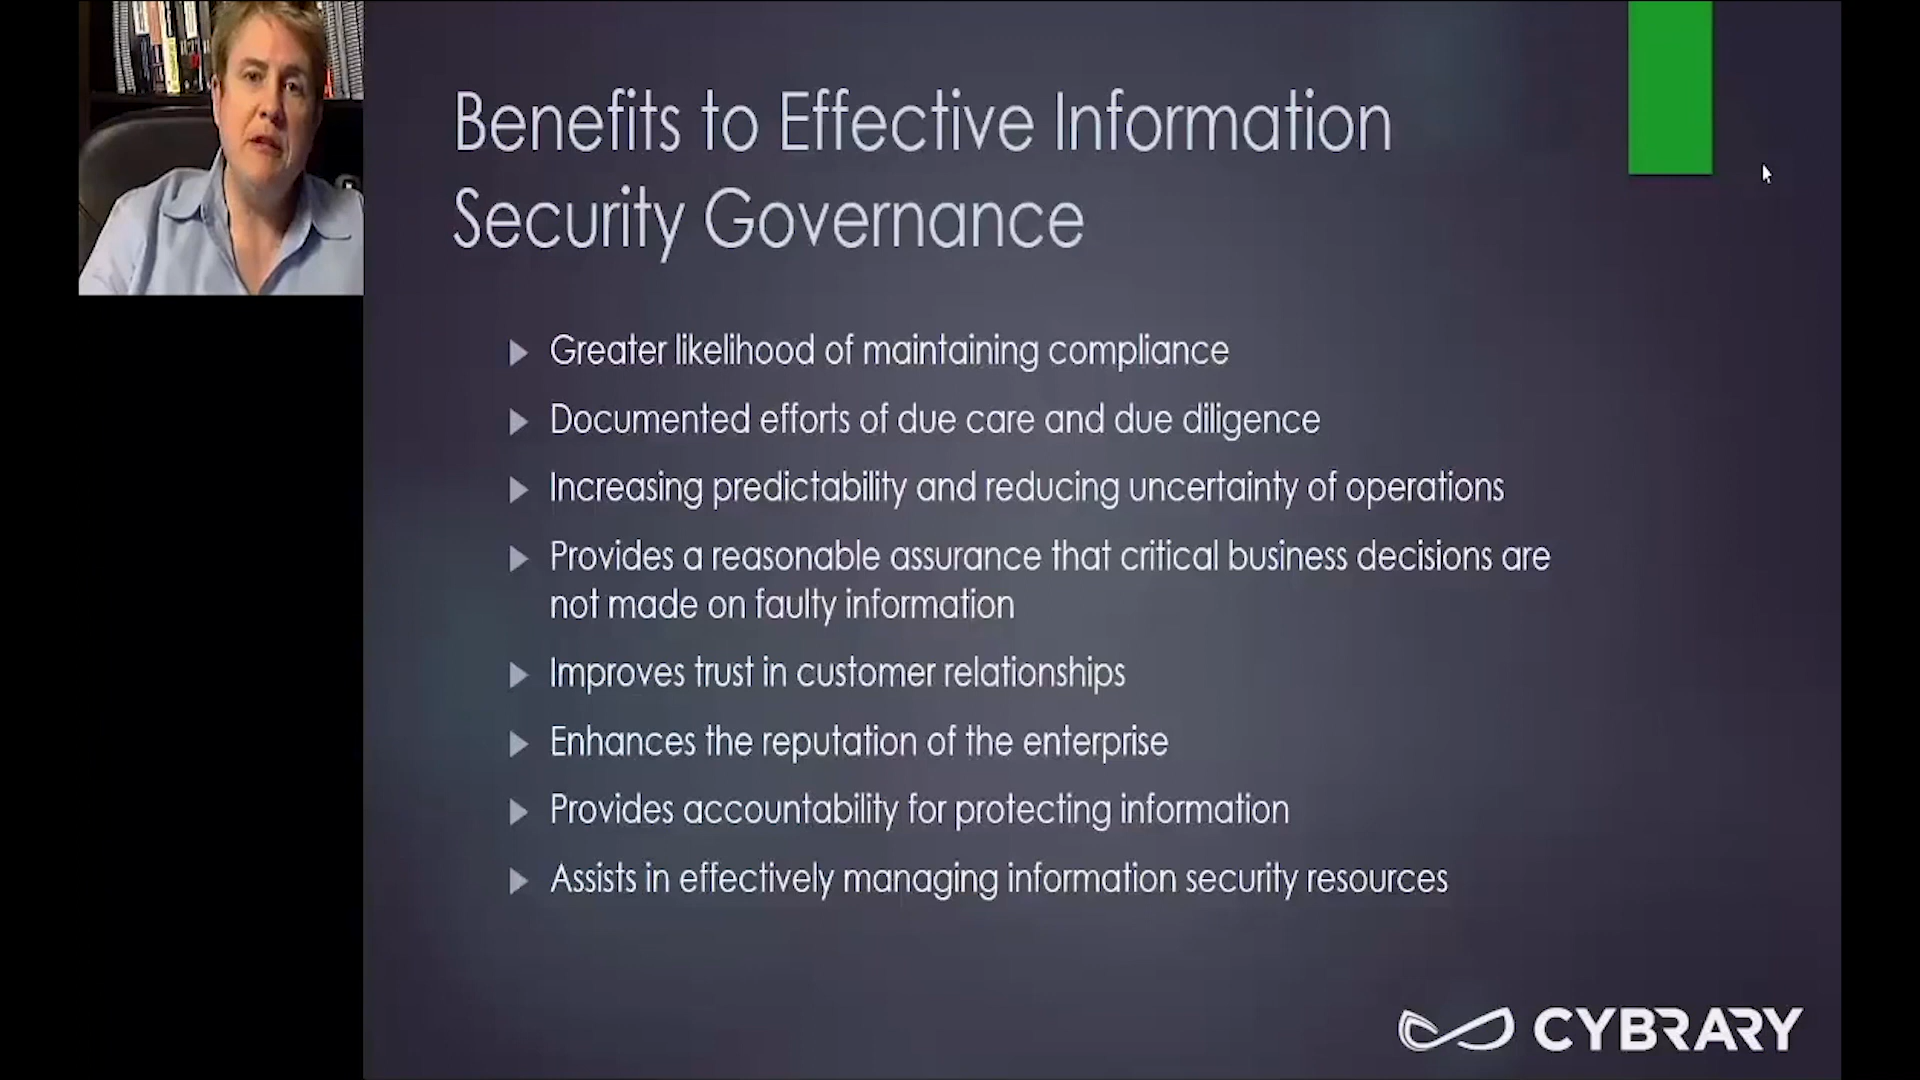 Benefits to Effective Information
Security Governance
Greater likelihood of maintaining compliance
Documented efforts of due care and due diligence
Increasing predictability and reducing uncertainty of operations
Provides a reasonable assurance that critical business decisions are
not made on faulty information
Improves trust in customer relationships
Enhances the reputation of the enterprise
Provides accountability for protecting information
Assists in effectively managing information security resources
CYBRARY